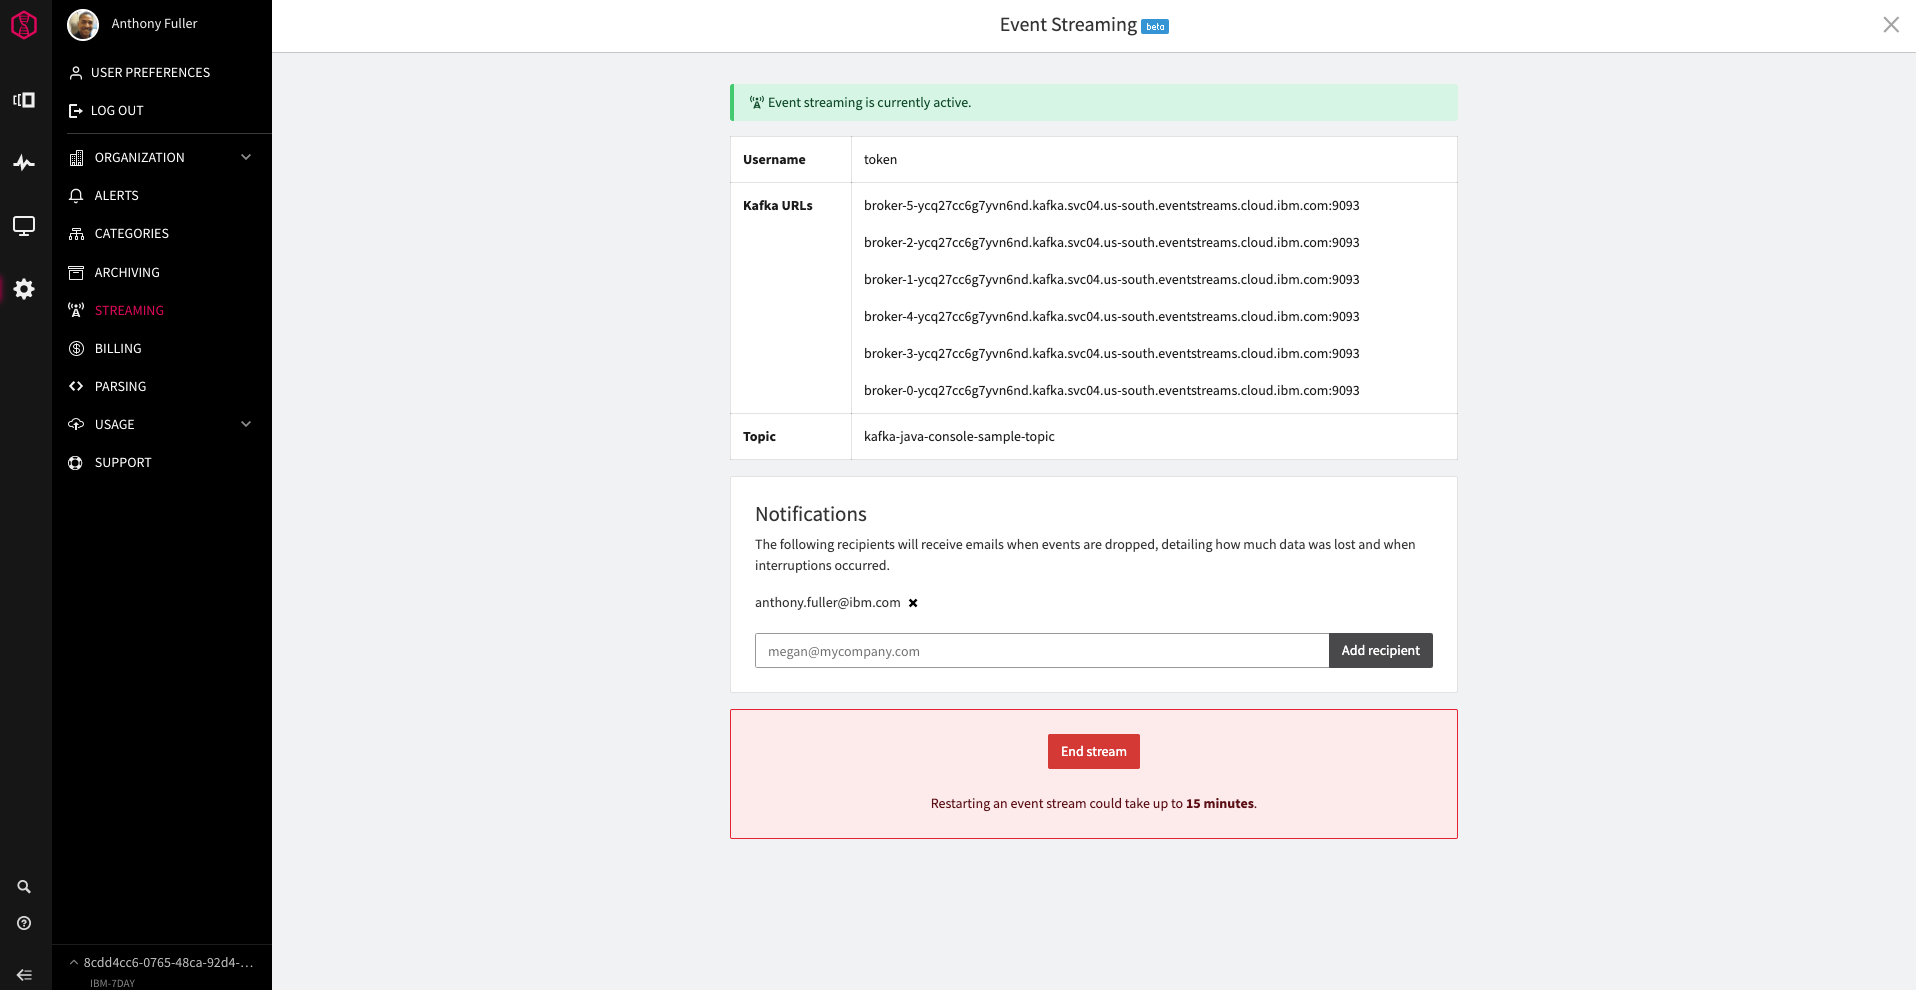 Anthony Fuller
USER PREFERENCES
LOG OUT
ORGANIZATION
ALERTS
CATEGORIES
ARCHIVING
STREAMING
BILLING
PARSING
USAGE
SUPPORT
8cdd4cc6-0765-48ca-92d4-...
IBM-7DAY
Event Streaming beta
Event streaming is currently active.
Username token
Kafka URLs broker-5-ycq27cc6g7yvn6nd.kafka.svc04.us-south.eventstreams.cloud.ibm.com:9093
broker-2-ycq27cc6g7yvn6nd.kafka.svc04.us-south.eventstreams.cloud.ibm.com:9093
broker-1-ycq27cc6g7yvn6nd.kafka.svc04.us-south.eventstreams.cloud.ibm.com:9093
broker-4-ycq27cc6g7yvn6nd.kafka.svc04.us-south.eventstreams.cloud.ibm.com:9093
broker-3-ycq27cc6g7yvn6nd.kafka.svc04.us-south.eventstreams.cloud.ibm.com:9093
broker-0-ycq27cc6g7yvn6nd.kafka.svc04.us-south.eventstreams.cloud.ibm.com:9093
Topic kafka-java-console-sample-topic
Notifications
The following recipients will receive emails when events are dropped, detailing how much data was lost and when
interruptions occurred.
anthony.fuller@ibm.com
megan@mycompany.com Add recipient
End stream
Restarting an event stream could take up to 15 minutes.